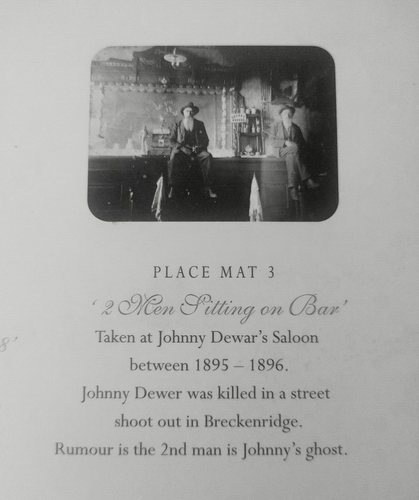 PLACE MAT 3
'2 Men Sitting on Bar'
Taken at Johnny Dewar's Saloon
between 1895 – 1896.
Johnny Dewer was killed in a street
shoot out in Breckenridge.
Rumour is the 2nd man is Johnny's ghost.